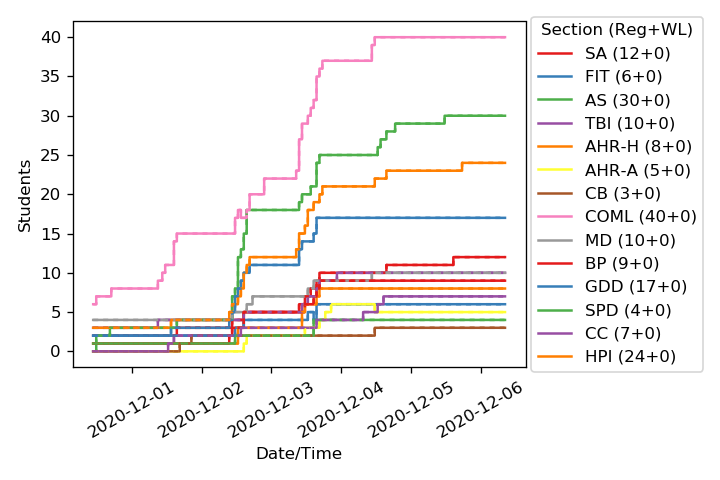 40
35
30
25
20
15
10
5
0
Students
2020-12-01
2020-12-02
2020-12-03
2020-12-04
2020-12-05
2020-12-06
Date/Time
Section (Reg+WL)
SA (12+0)
FIT (6+0)
AS (30+0)
TBI (10+0)
AHR-H (8+0)
AHR-A (5+0)
CB (3+0)
COML (40+0)
MD (10+0)
BP (9+0)
GDD (17+0)
SPD (4+0)
CC (7+0)
HPI (24+0)